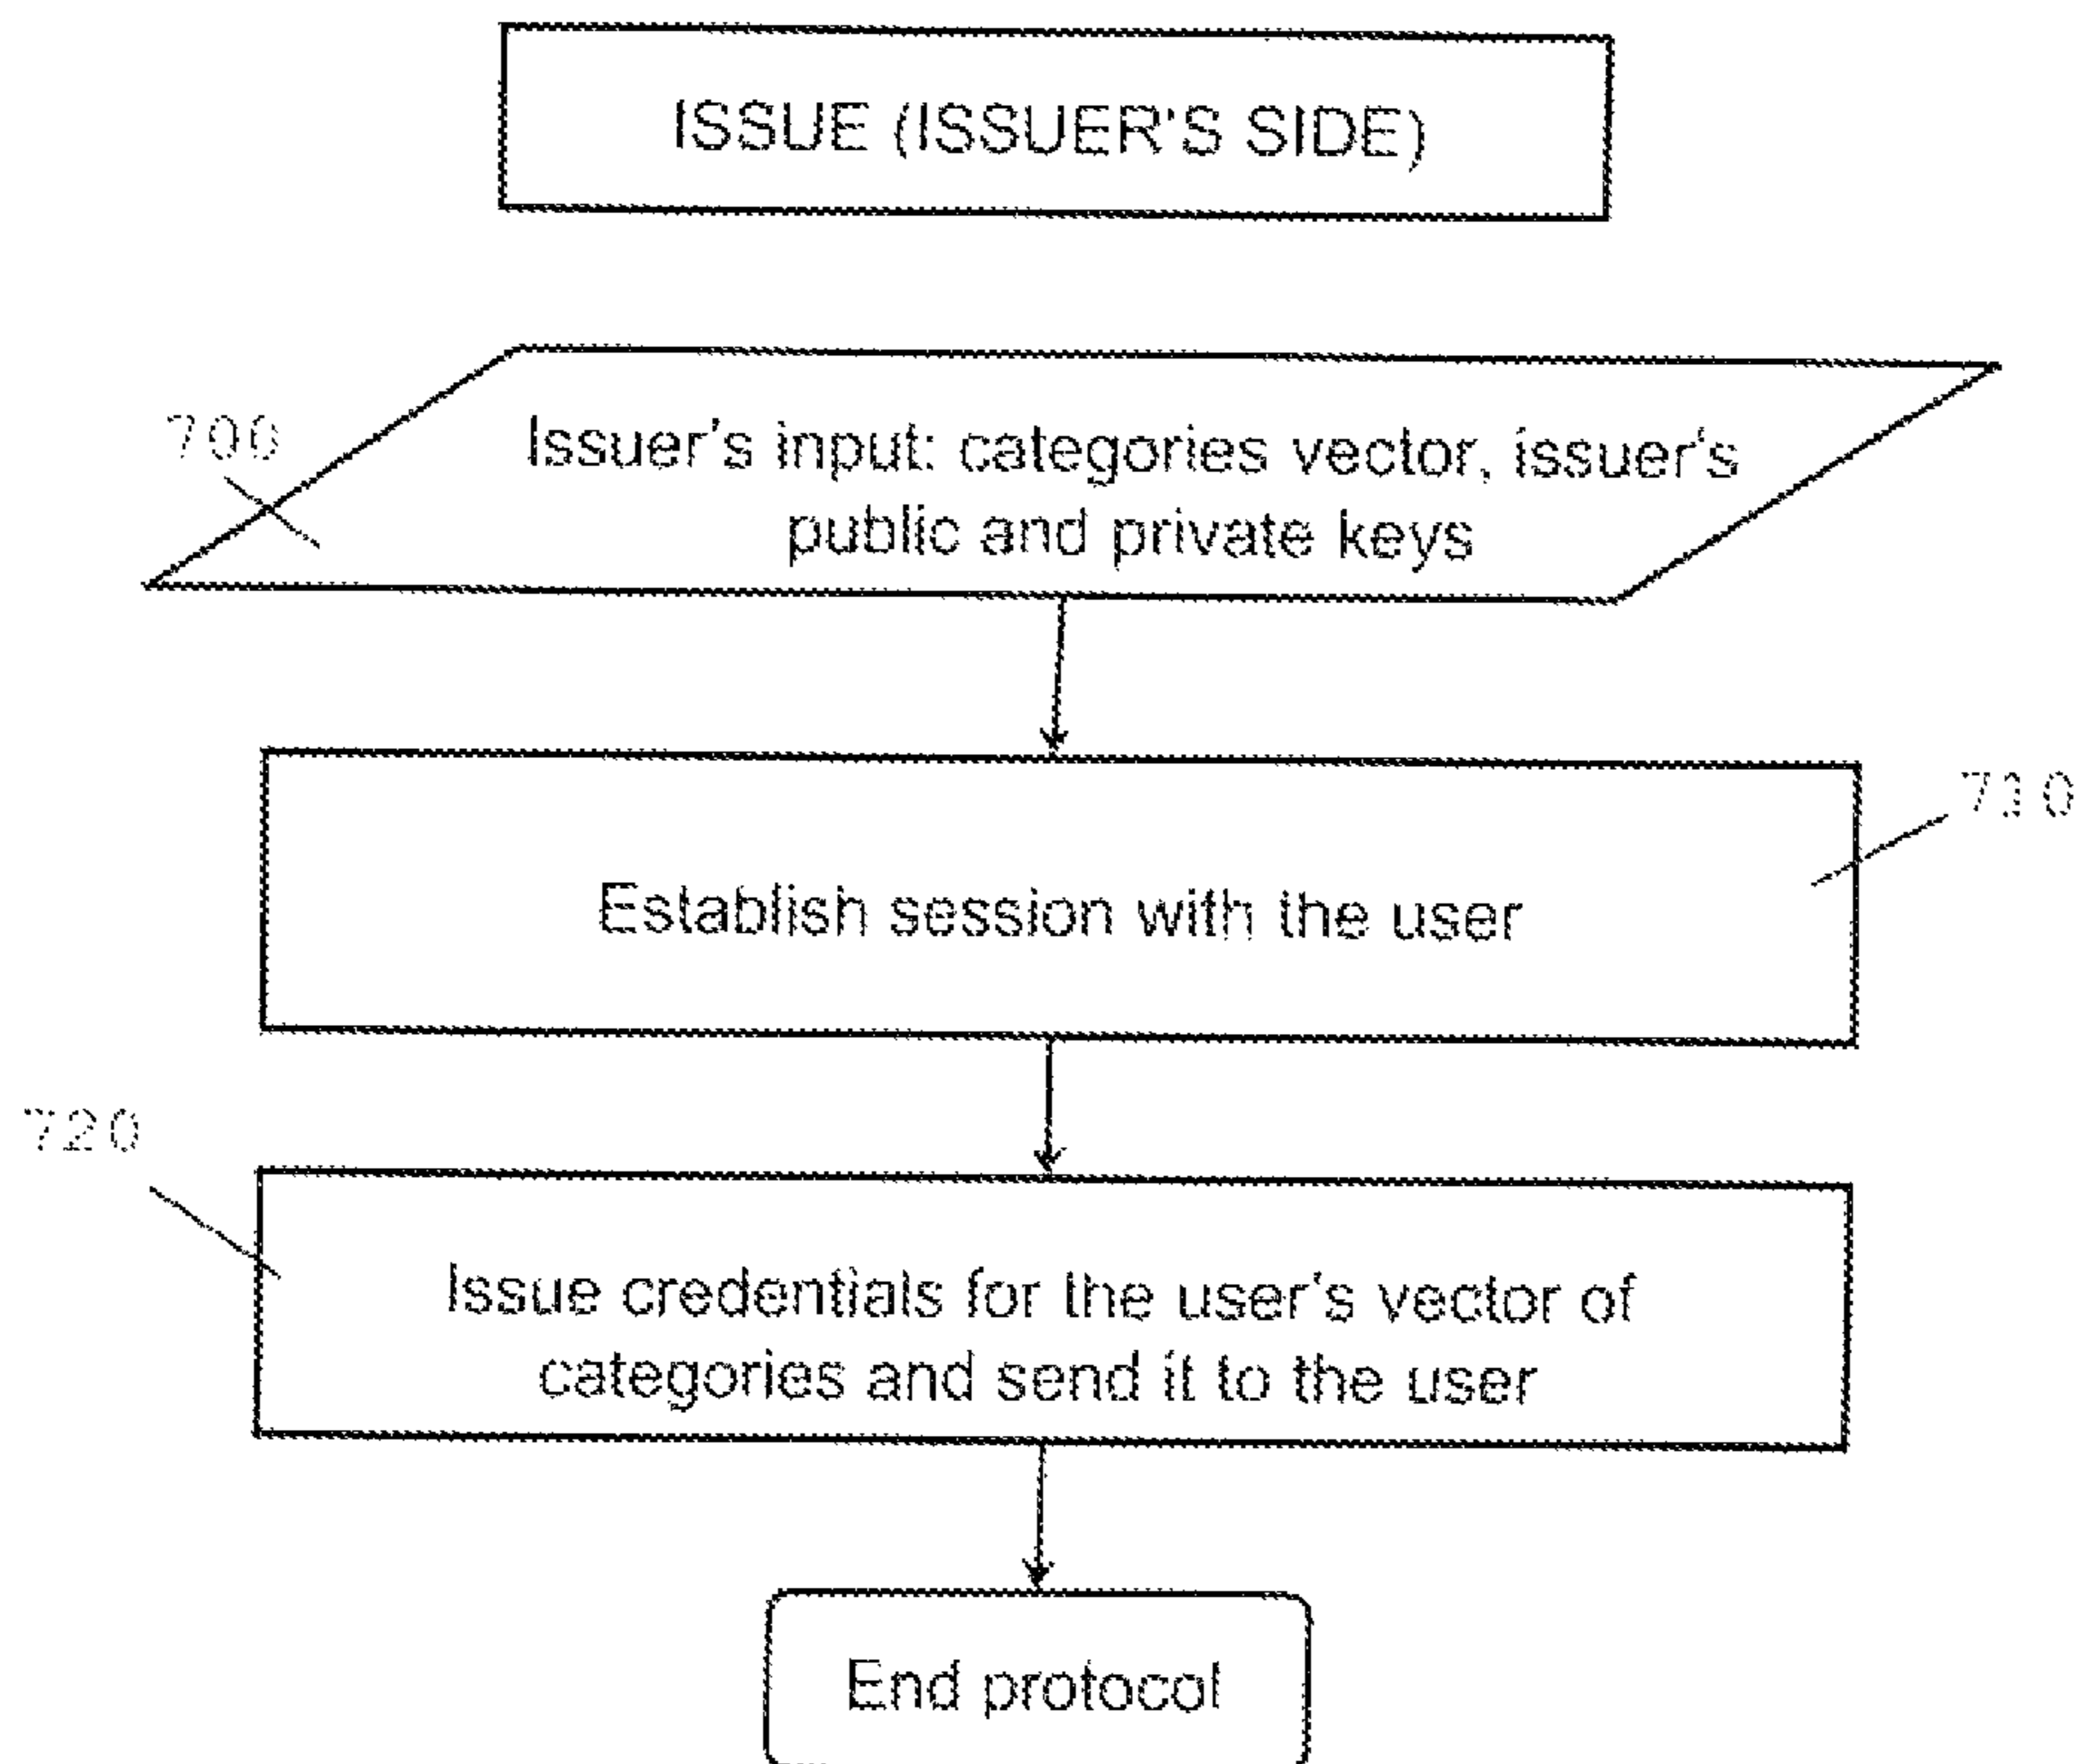 ISSUE (ISSUER'S SIDE)
700
Issuer's input: categories vector, issuer's
public and private keys
710
Establish session with the user
720
Issue credentials for the user's vector of
categories and send it to the user
End protocol